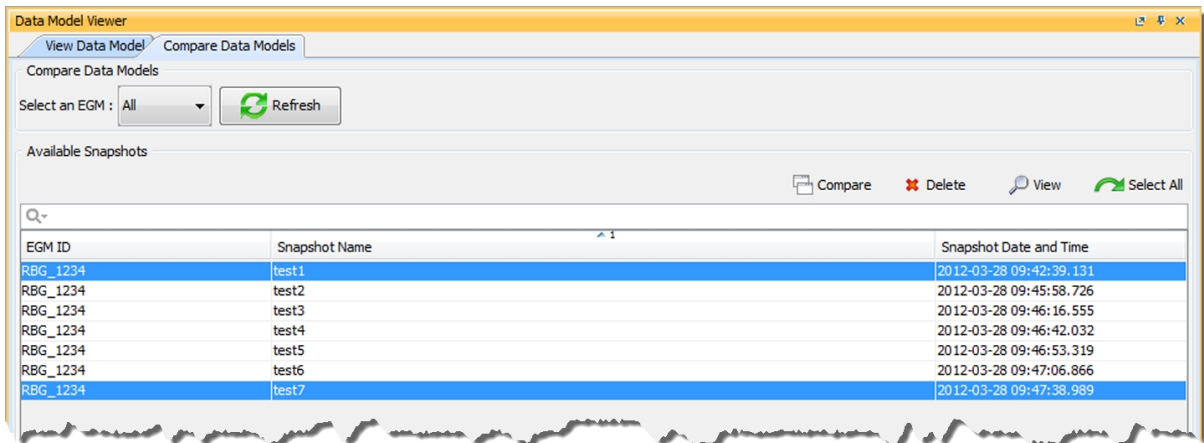 Data Model Viewer
View Data Model Compare Data Models
Compare Data Models
Select an EGM : All Refresh
Available Snapshots
Compare Delete View Select All
EGM ID Snapshot Name 1 Snapshot Date and Time
RBG_1234 test1 2012-03-28 09:42:39.131
RBG_1234 test2 2012-03-28 09:45:58.726
RBG_1234 test3 2012-03-28 09:46:16.555
RBG_1234 test4 2012-03-28 09:46:42.032
RBG_1234 test5 2012-03-28 09:46:53.319
RBG_1234 test6 2012-03-28 09:47:06.866
RBG_1234 test7 2012-03-28 09:47:38.989